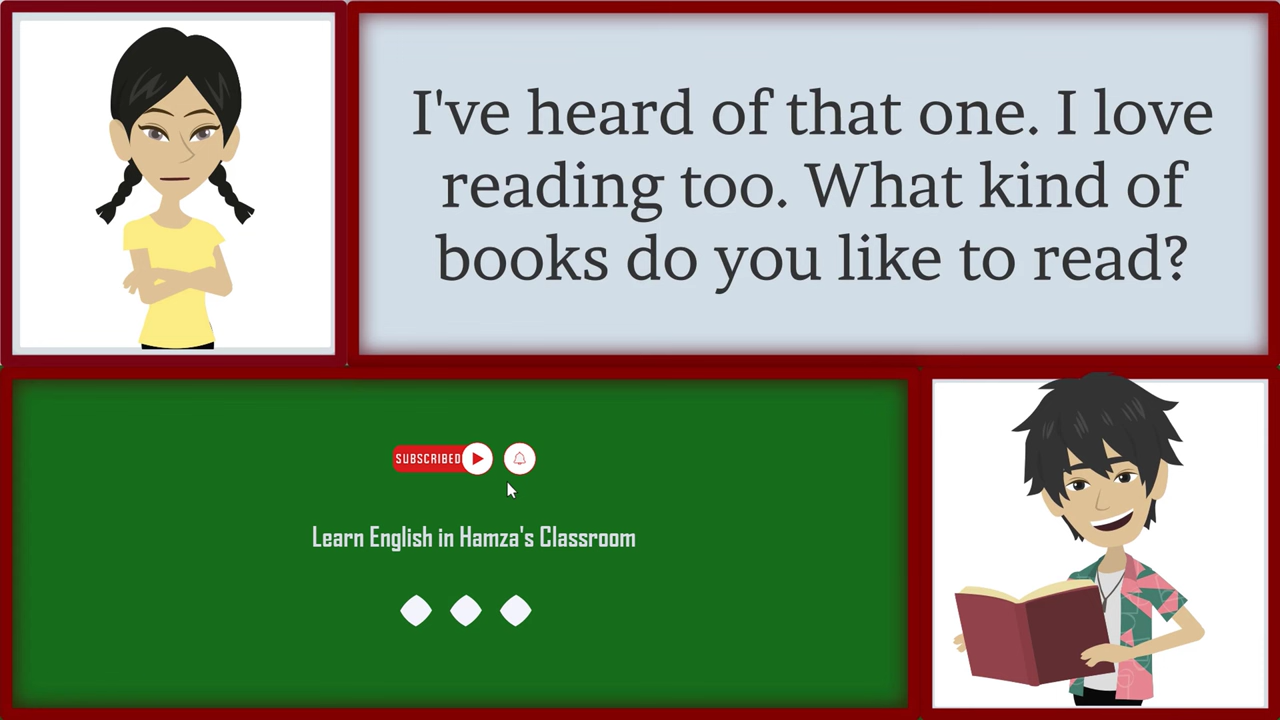 I've heard of that one. I love
reading too. What kind of
books do you like to read?
SUBSCRIBED
Learn English in Hamza's Classroom